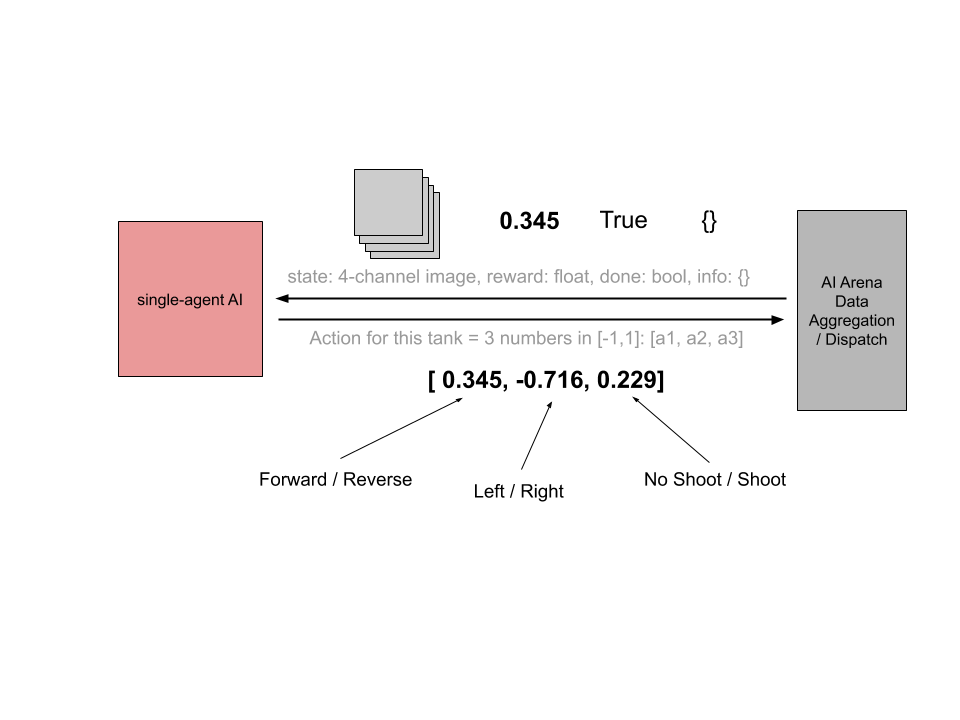 0.345 True {}
state: 4-channel image, reward: float, done: bool, info: {}
single-agent AI
AI Arena
Data
Aggregation
/ Dispatch
Action for this tank = 3 numbers in [-1,1]: [a1, a2, a3]
[ 0.345, -0.716, 0.229]
Forward / Reverse
Left / Right
No Shoot / Shoot